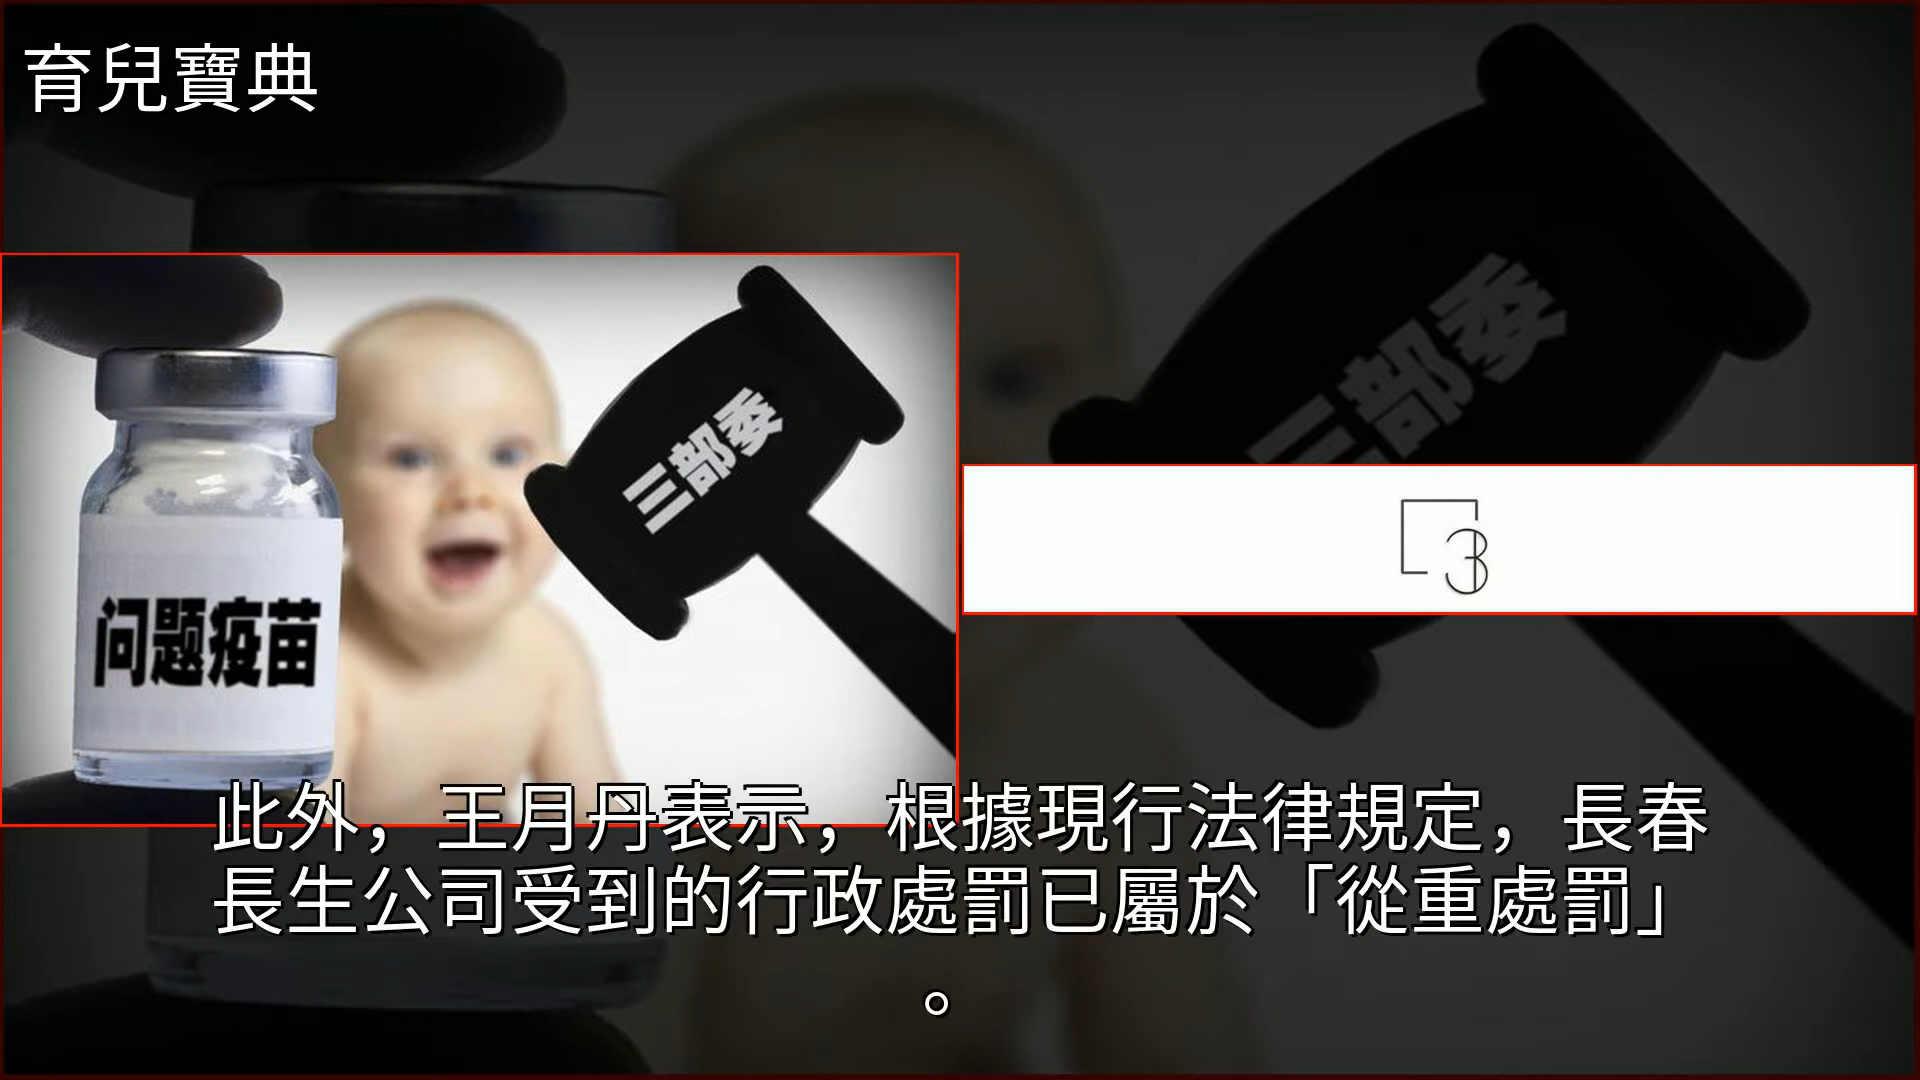 育兒寶典
三部委
三部委
3
问题疫苗
此外，王月丹表示，根據現行法律規定，長春
長生公司受到的行政處罰已屬於「從重處罰」
。